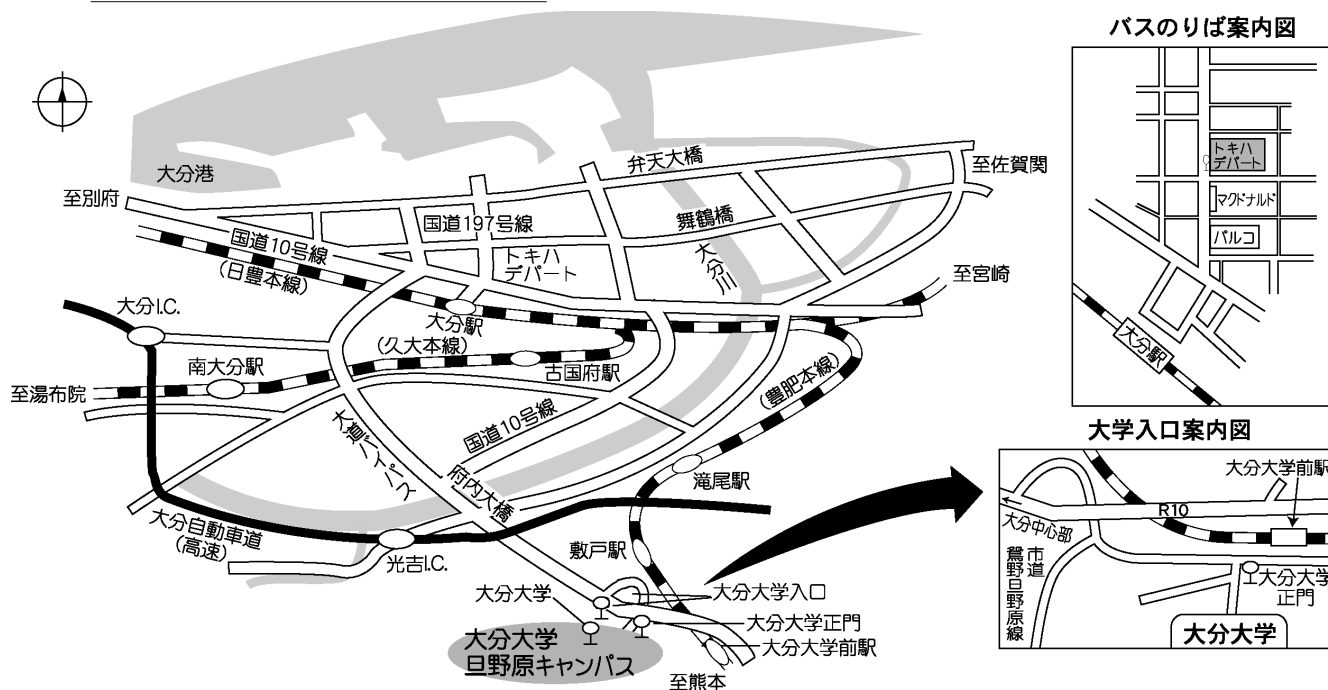 バスのりば案内図
トキハ
デパート
マクドナルド
パルコ
大分駅
大分港
至別府
弁天大橋
至佐賀関
国道197号線
舞鶴橋
国道10号線
(日豊本線)
トキハ
デパート
大分川
至宮崎
大分I.C.
大分駅
(久大本線)
南大分駅
古国府駅
至湯布院
(豊肥本線)
国道10号線
大道バイパス
府内大橋
滝尾駅
大分自動車道
(高速)
光吉I.C.
敷戸駅
大分大学
大分大学入口
大分大学正門
大分大学前駅
大分大学
旦野原キャンパス
至熊本
大学入口案内図
大分大学前駅
R10
大分中心部
市道
鴛野旦野原線
大分大学
正門
大分大学